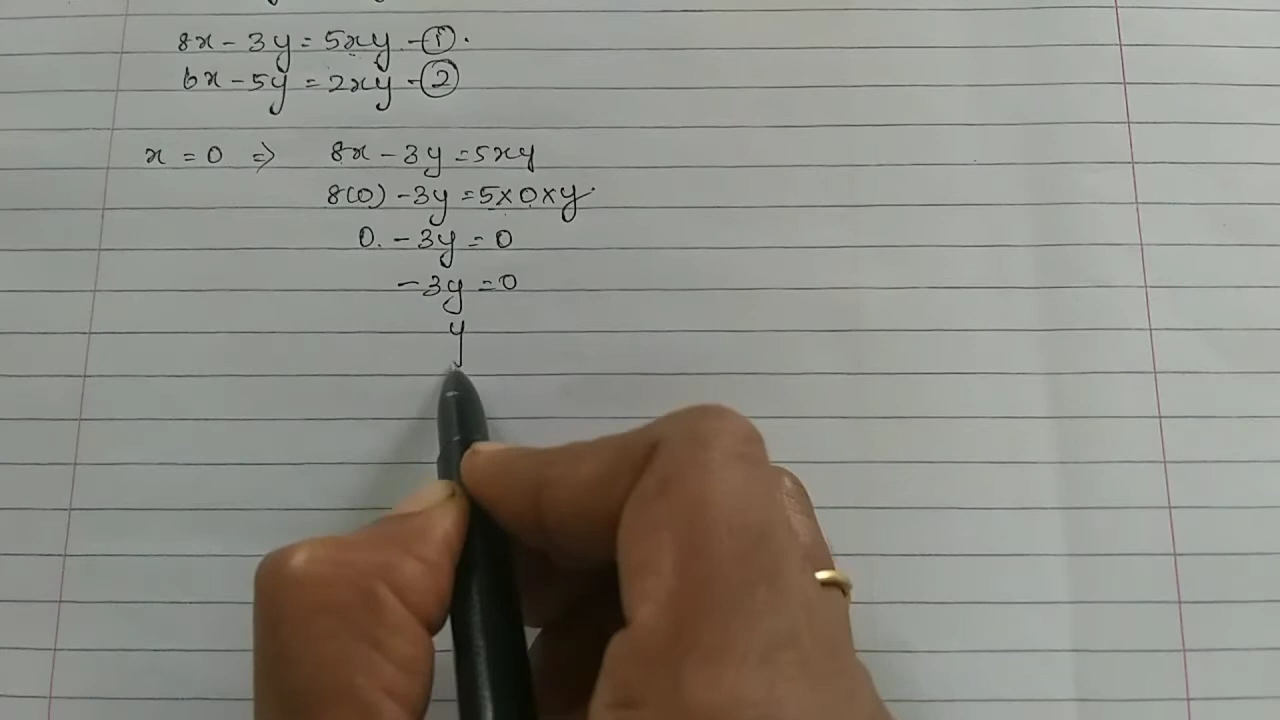 8x - 3y = 5xy - ①.
6x - 5y = 2xy - ②
x = 0 ⇒ 8x - 3y = 5xy
8(0) - 3y = 5×0×y.
0. - 3y = 0
- 3y = 0
y